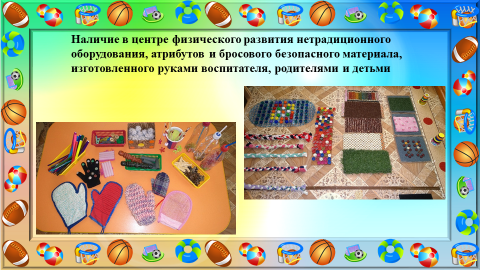 Наличие в центре физического развития нетрадиционного
оборудования, атрибутов и бросового безопасного материала,
изготовленного руками воспитателя, родителями и детьми